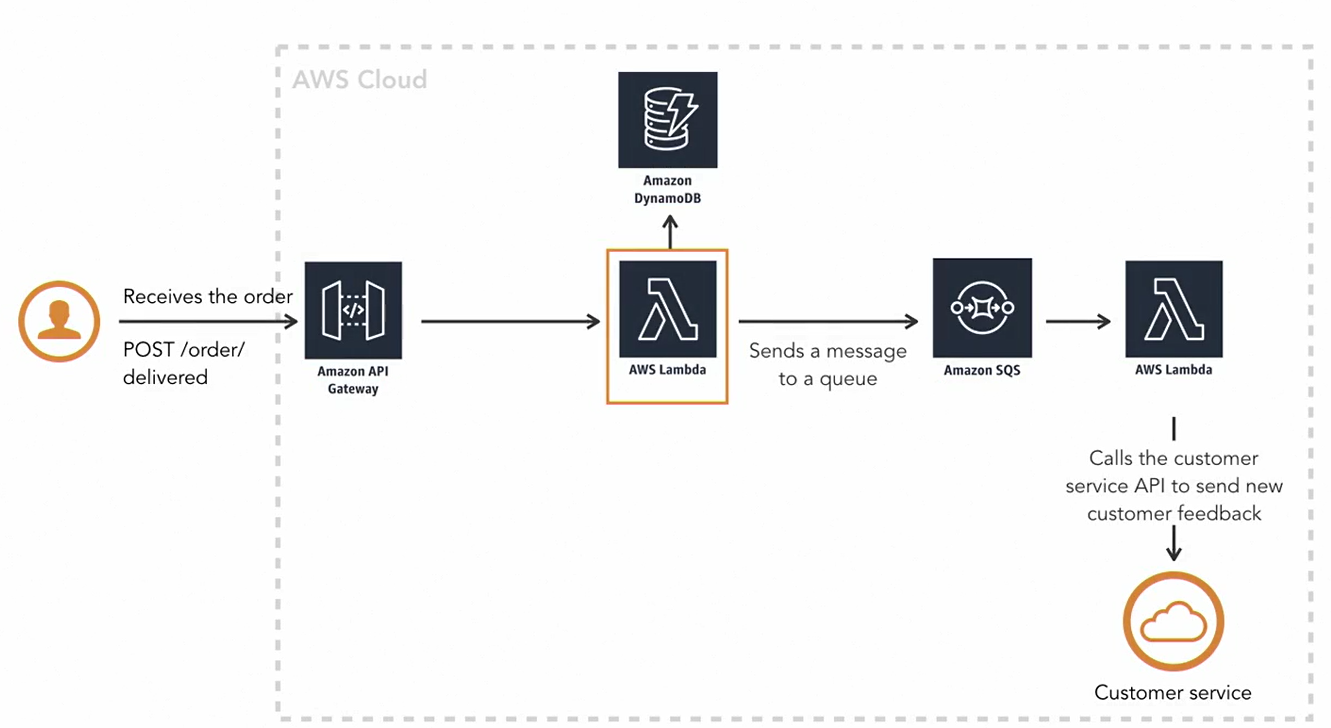 AWS Cloud
Amazon
DynamoDB
Receives the order
POST /order/
delivered
Amazon API
Gateway
AWS Lambda
Sends a message
to a queue
Amazon SQS
AWS Lambda
Calls the customer
service API to send new
customer feedback
Customer service